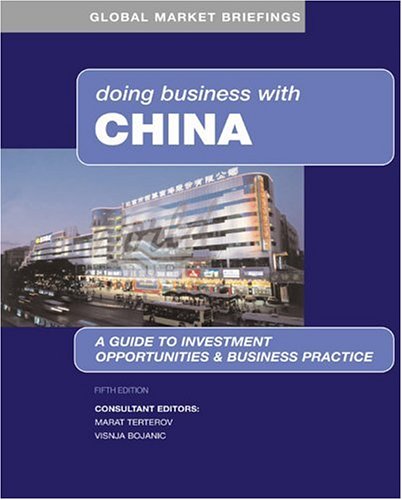 GLOBAL MARKET BRIEFINGS
doing business with
CHINA
A GUIDE TO INVESTMENT
OPPORTUNITIES & BUSINESS PRACTICE
FIFTH EDITION
CONSULTANT EDITORS:
MARAT TERTEROV
VISNJA BOJANIC